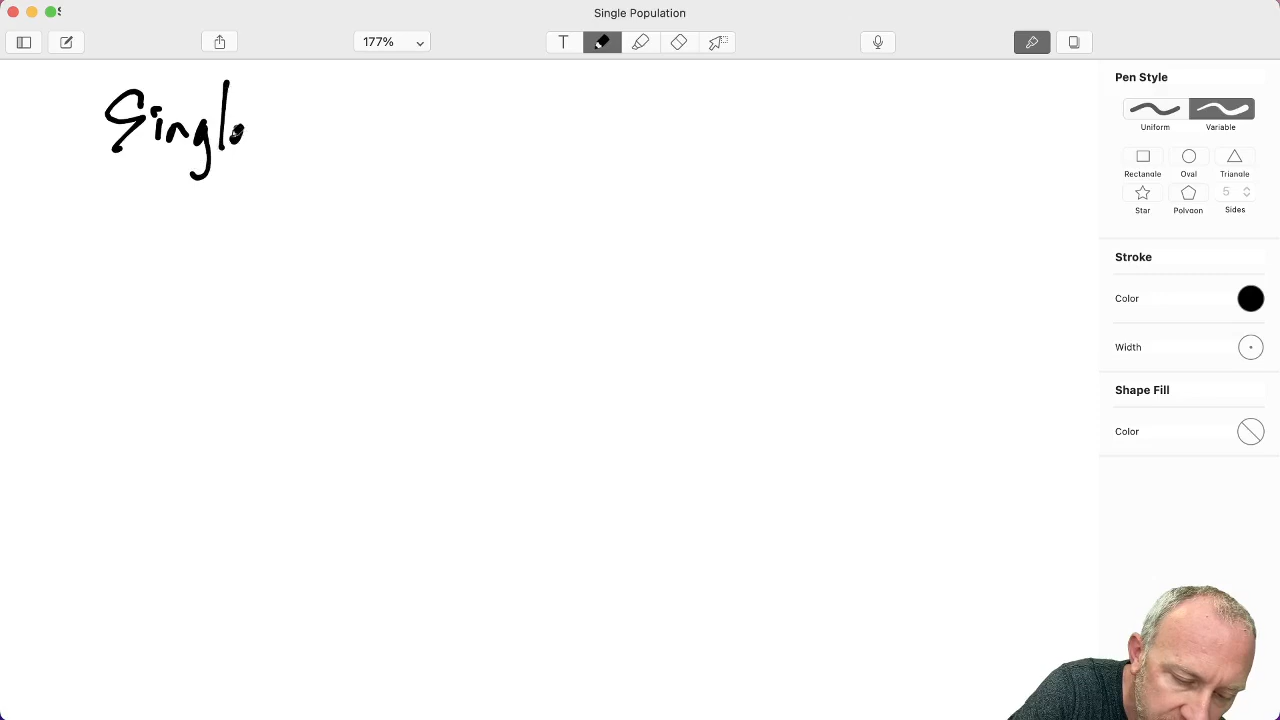 Single Population
177%
T
Pen Style
Uniform
Variable
Rectangle
Oval
Triangle
5
Star
Polygon
Sides
Stroke
Color
Width
Shape Fill
Color
Single